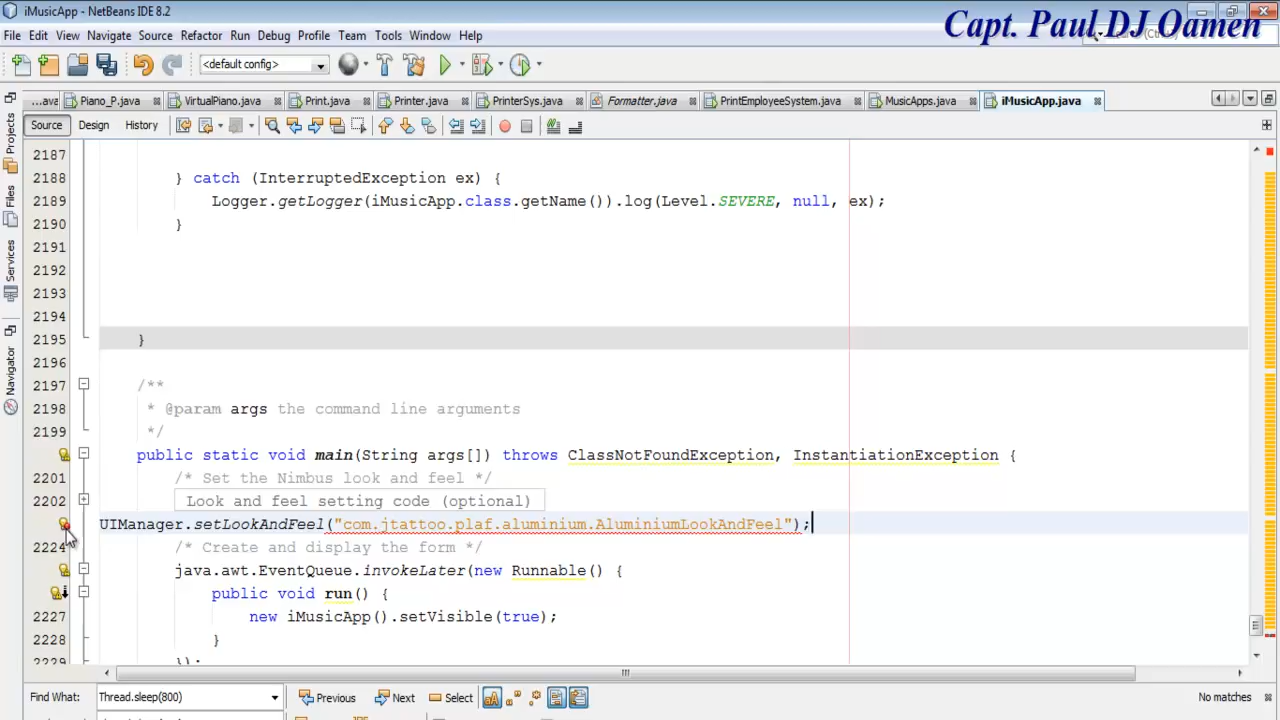 iMusicApp - NetBeans IDE 8.2
Capt. Paul DJ Oamen
File Edit View Navigate Source Refactor Run Debug Profile Team Tools Window Help
<default config>
...ava Piano_P.java VirtualPiano.java Print.java Printer.java PrinterSys.java Formatter.java PrintEmployeeSystem.java MusicApps.java iMusicApp.java
Source Design History
Projects
Files
Services
Navigator
2187
2188 } catch (InterruptedException ex) {
2189 Logger.getLogger(iMusicApp.class.getName()).log(Level.SEVERE, null, ex);
2190 }
2191
2192
2193
2194
2195 }
2196
2197 /**
2198 * @param args the command line arguments
2199 */
public static void main(String args[]) throws ClassNotFoundException, InstantiationException {
2201 /* Set the Nimbus look and feel */
2202 Look and feel setting code (optional)
UIManager.setLookAndFeel("com.jtattoo.plaf.aluminium.AluminiumLookAndFeel");
2224 /* Create and display the form */
java.awt.EventQueue.invokeLater(new Runnable() {
public void run() {
2227 new iMusicApp().setVisible(true);
2228 }
2229 });
Find What: Thread.sleep(800) Previous Next Select No matches